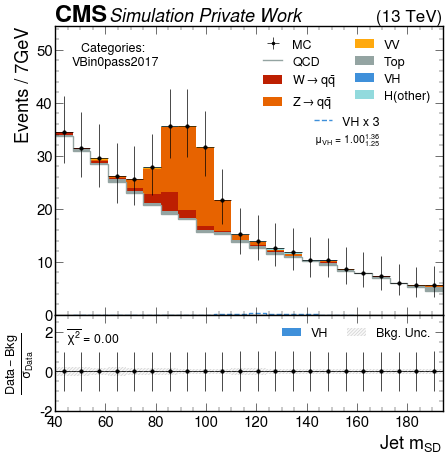 CMS Simulation Private Work (13 TeV)
Events / 7GeV
Categories:
VBin0pass2017
MC
QCD
W → qq̄
Z → qq̄
VV
Top
VH
H(other)
VH x 3
μVH = 1.00 1.36 1.25
50
40
30
20
10
0
Data − Bkg
σData
χ² = 0.00
VH
Bkg. Unc.
2
0
-2
40 60 80 100 120 140 160 180
Jet mSD